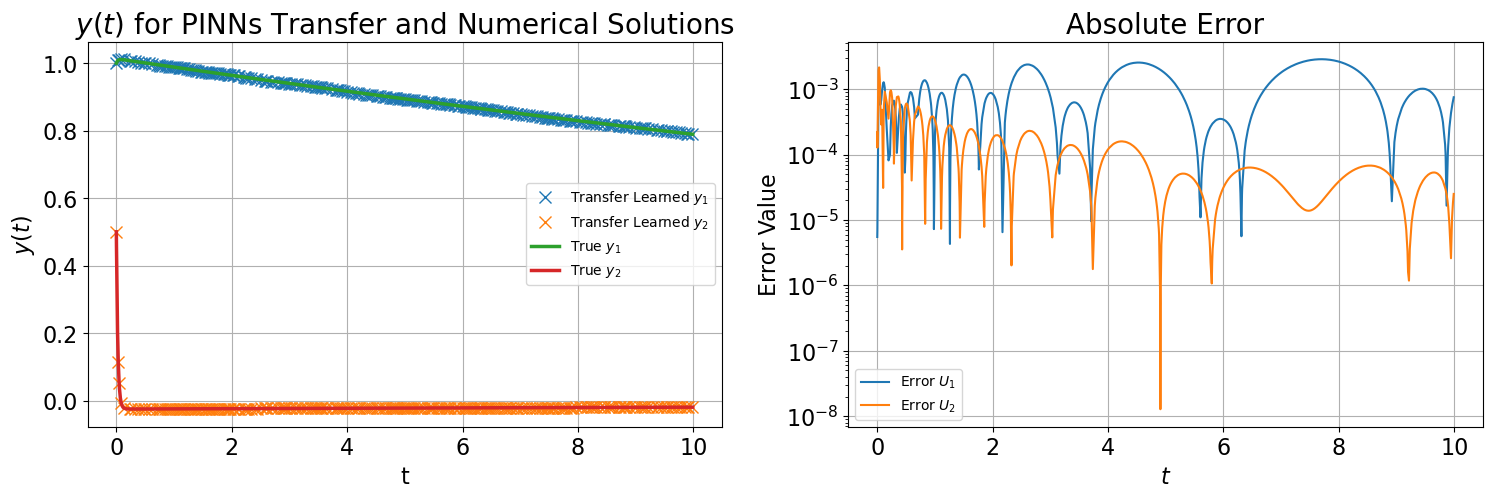 y(t) for PINNs Transfer and Numerical Solutions
y(t)
1.0
0.8
0.6
0.4
0.2
0.0
Transfer Learned y₁
Transfer Learned y₂
True y₁
True y₂
0 2 4 6 8 10
t
Absolute Error
Error Value
10⁻³
10⁻⁴
10⁻⁵
10⁻⁶
10⁻⁷
10⁻⁸
Error U₁
Error U₂
0 2 4 6 8 10
t